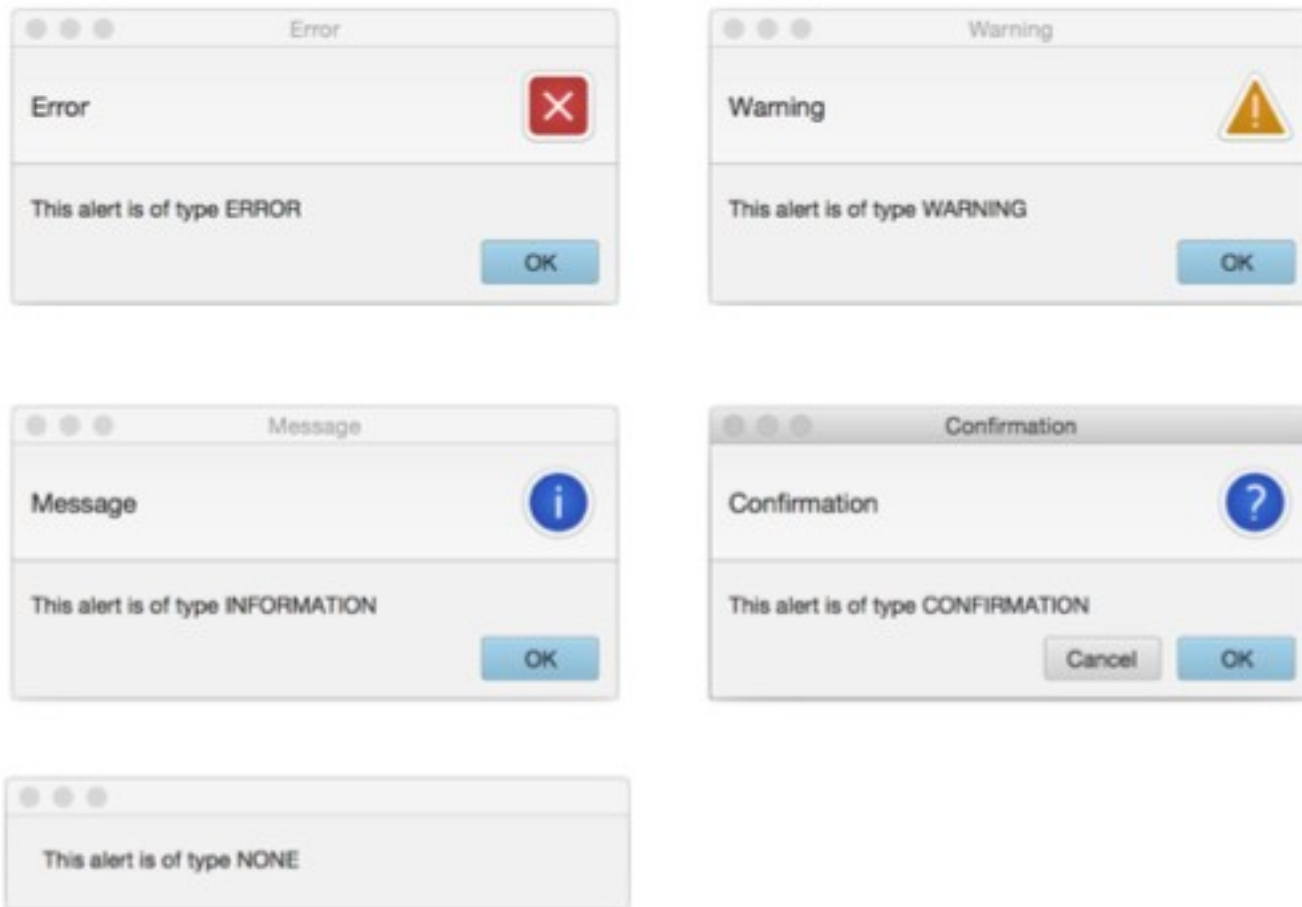 Error
Error
This alert is of type ERROR
OK
Warning
Warning
This alert is of type WARNING
OK
Message
Message
This alert is of type INFORMATION
OK
Confirmation
Confirmation
This alert is of type CONFIRMATION
Cancel OK
This alert is of type NONE